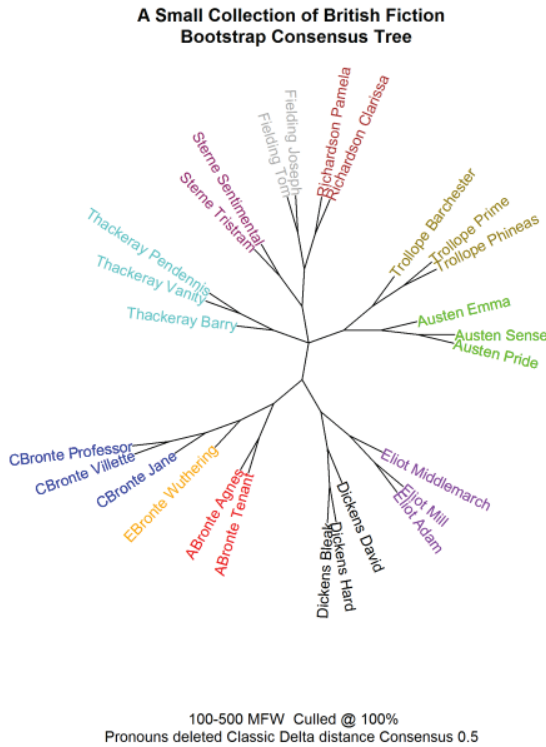 A Small Collection of British Fiction
Bootstrap Consensus Tree
Fielding Joseph
Fielding Tom
Richardson Pamela
Richardson Clarissa
Sterne Sentimental
Sterne Tristram
Trollope Barchester
Trollope Prime
Trollope Phineas
Thackeray Pendennis
Thackeray Vanity
Thackeray Barry
Austen Emma
Austen Sense
Austen Pride
CBronte Professor
CBronte Villette
CBronte Jane
EBronte Wuthering
ABronte Agnes
ABronte Tenant
Eliot Middlemarch
Eliot Mill
Eliot Adam
Dickens David
Dickens Hard
Dickens Bleak
100-500 MFW Culled @ 100%
Pronouns deleted Classic Delta distance Consensus 0.5